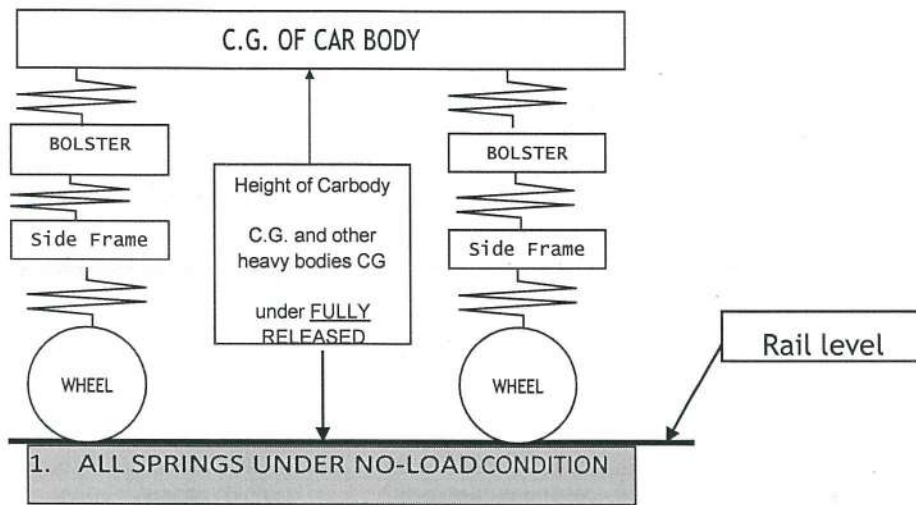 C.G. OF CAR BODY
BOLSTER
BOLSTER
Height of Carbody
C.G. and other
heavy bodies CG
under FULLY
RELEASED
Side Frame
Side Frame
WHEEL
WHEEL
Rail level
1. ALL SPRINGS UNDER NO-LOAD CONDITION